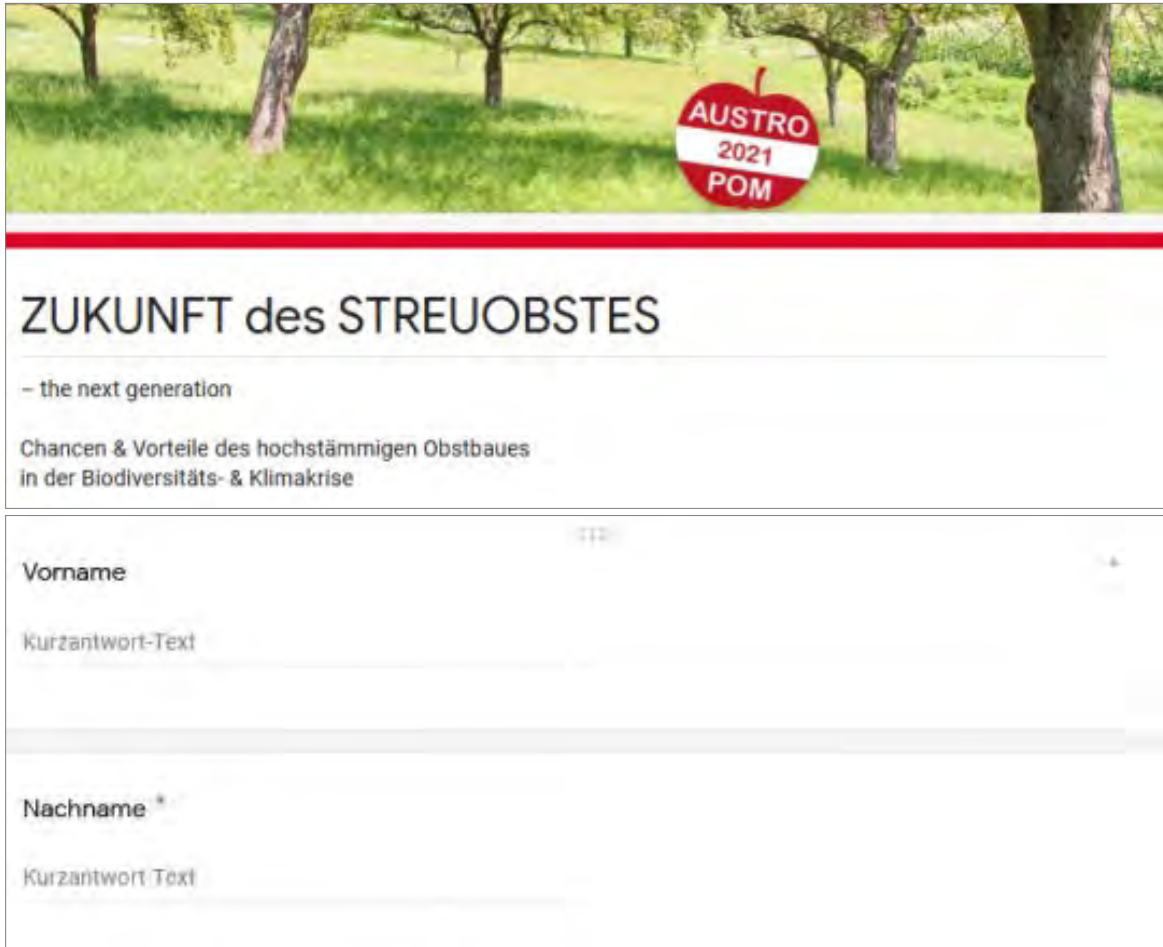 AUSTRO
2021
POM
ZUKUNFT des STREUOBSTES
– the next generation
Chancen & Vorteile des hochstämmigen Obstbaues
in der Biodiversitäts- & Klimakrise
Vorname
Kurzantwort-Text
Nachname *
Kurzantwort Text